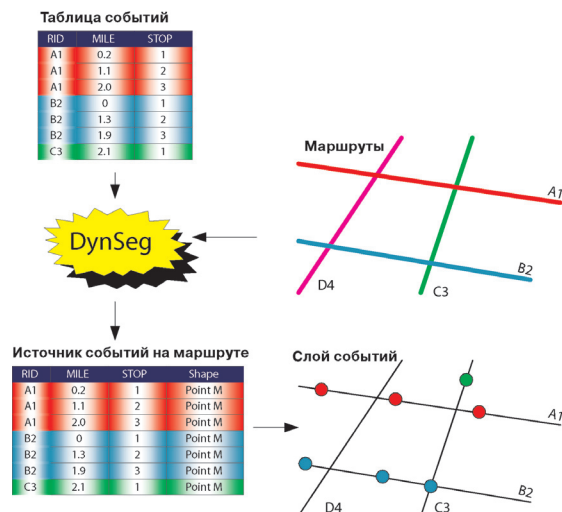 Таблица событий
RID MILE STOP
A1 0.2 1
A1 1.1 2
A1 2.0 3
B2 0 1
B2 1.3 2
B2 1.9 3
C3 2.1 1
Маршруты
A1
B2
D4 C3
DynSeg
Источник событий на маршруте
RID MILE STOP Shape
A1 0.2 1 Point M
A1 1.1 2 Point M
A1 2.0 3 Point M
B2 0 1 Point M
B2 1.3 2 Point M
B2 1.9 3 Point M
C3 2.1 1 Point M
Слой событий
A1
B2
D4 C3